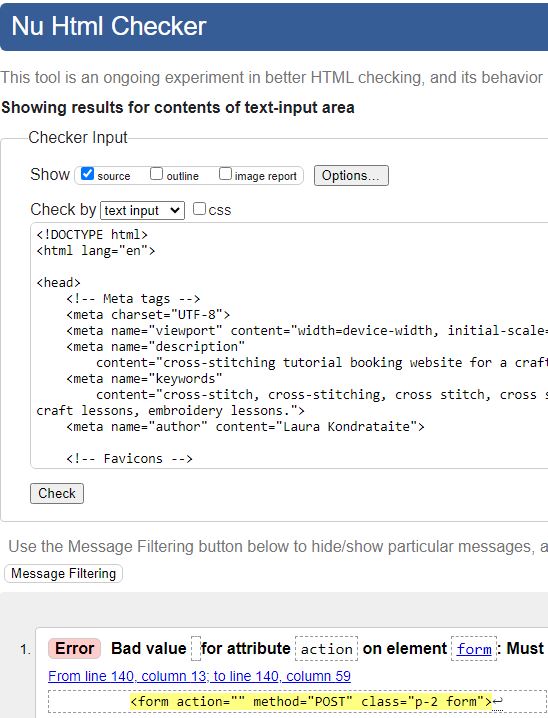 Nu Html Checker
This tool is an ongoing experiment in better HTML checking, and its behavior
Showing results for contents of text-input area
Checker Input
Show source outline image report Options...
Check by text input css
<!DOCTYPE html>
<html lang="en">
<head>
<!-- Meta tags -->
<meta charset="UTF-8">
<meta name="viewport" content="width=device-width, initial-scale=
<meta name="description"
content="cross-stitching tutorial booking website for a craft
<meta name="keywords"
content="cross-stitch, cross-stitching, cross stitch, cross s
craft lessons, embroidery lessons.">
<meta name="author" content="Laura Kondrataite">
<!-- Favicons -->
Check
Use the Message Filtering button below to hide/show particular messages, a
Message Filtering
1. Error Bad value for attribute action on element form: Must
From line 140, column 13; to line 140, column 59
<form action="" method="POST" class="p-2 form">↩